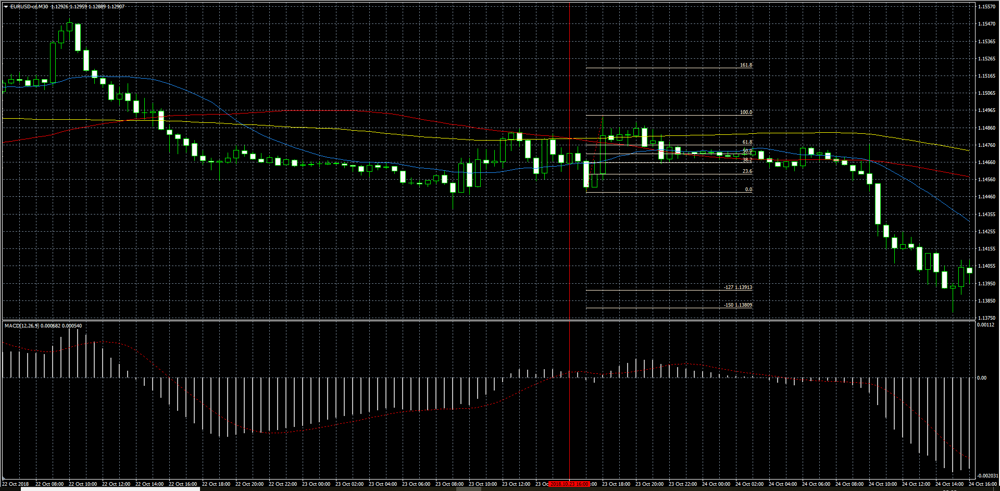 EURUSD-cd,M30 1.12926 1.12959 1.12889 1.12907
1.15570
1.15470
1.15365
1.15265
1.15165
1.15065
1.14965
1.14860
1.14760
1.14660
1.14560
1.14460
1.14355
1.14255
1.14155
1.14055
1.13950
1.13850
1.13750
161.8
100.0
61.8
50.0
38.2
23.6
0.0
-127 1.13913
-150 1.13809
MACD(12,26,9) 0.000682 0.000540
0.00112
0.00
-0.002031
22 Oct 2018
22 Oct 08:00
22 Oct 10:00
22 Oct 12:00
22 Oct 14:00
22 Oct 16:00
22 Oct 18:00
22 Oct 20:00
22 Oct 22:00
23 Oct 00:00
23 Oct 02:00
23 Oct 04:00
23 Oct 06:00
23 Oct 08:00
23 Oct 10:00
23 Oct 12:00
23 Oc
2018.10.23 16:00
:00
23 Oct 18:00
23 Oct 20:00
23 Oct 22:00
24 Oct 00:00
24 Oct 02:00
24 Oct 04:00
24 Oct 06:00
24 Oct 08:00
24 Oct 10:00
24 Oct 12:00
24 Oct 14:00
24 Oct 16:00